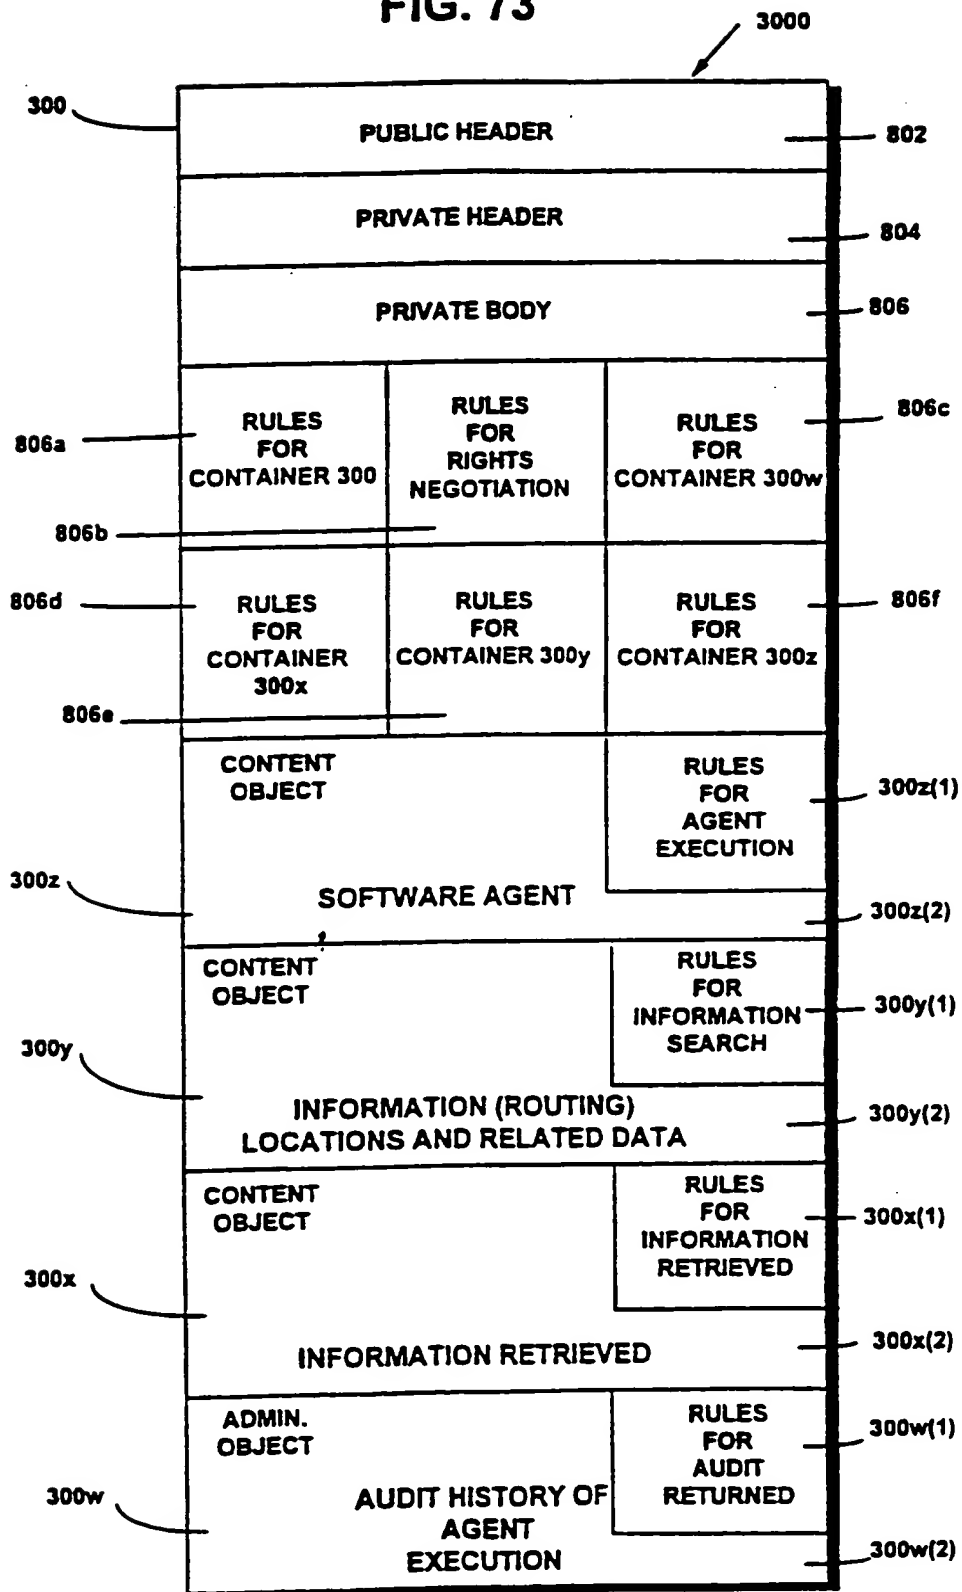 FIG. 73
3000
300
PUBLIC HEADER
802
PRIVATE HEADER
804
PRIVATE BODY
806
806a
RULES
FOR
CONTAINER 300
806b
RULES
FOR
RIGHTS
NEGOTIATION
806c
RULES
FOR
CONTAINER 300w
806d
RULES
FOR
CONTAINER
300x
806e
RULES
FOR
CONTAINER 300y
806f
RULES
FOR
CONTAINER 300z
CONTENT
OBJECT
RULES
FOR
AGENT
EXECUTION
300z(1)
300z
SOFTWARE AGENT
300z(2)
CONTENT
OBJECT
RULES
FOR
INFORMATION
SEARCH
300y(1)
300y
INFORMATION (ROUTING)
LOCATIONS AND RELATED DATA
300y(2)
CONTENT
OBJECT
RULES
FOR
INFORMATION
RETRIEVED
300x(1)
300x
INFORMATION RETRIEVED
300x(2)
ADMIN.
OBJECT
RULES
FOR
AUDIT
RETURNED
300w(1)
300w
AUDIT HISTORY OF
AGENT
EXECUTION
300w(2)